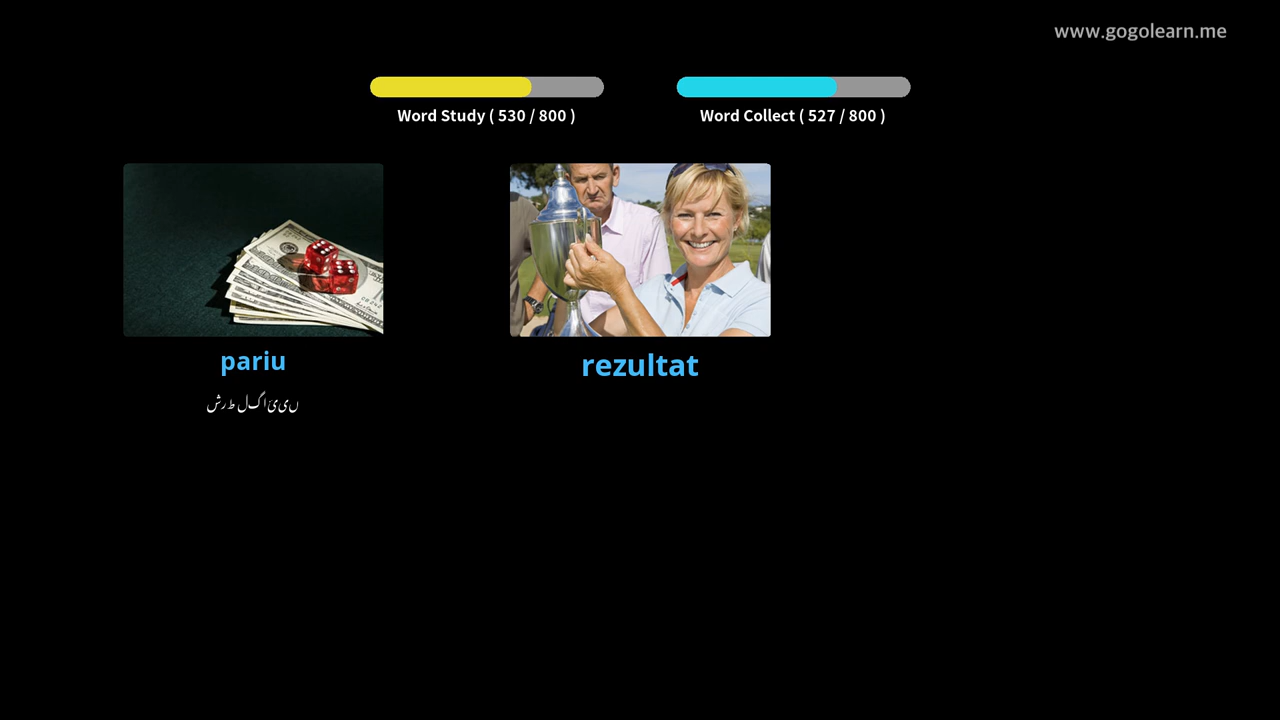 www.gogolearn.me
Word Study ( 530 / 800 )
Word Collect ( 527 / 800 )
pariu
rezultat
شرط لگائیں